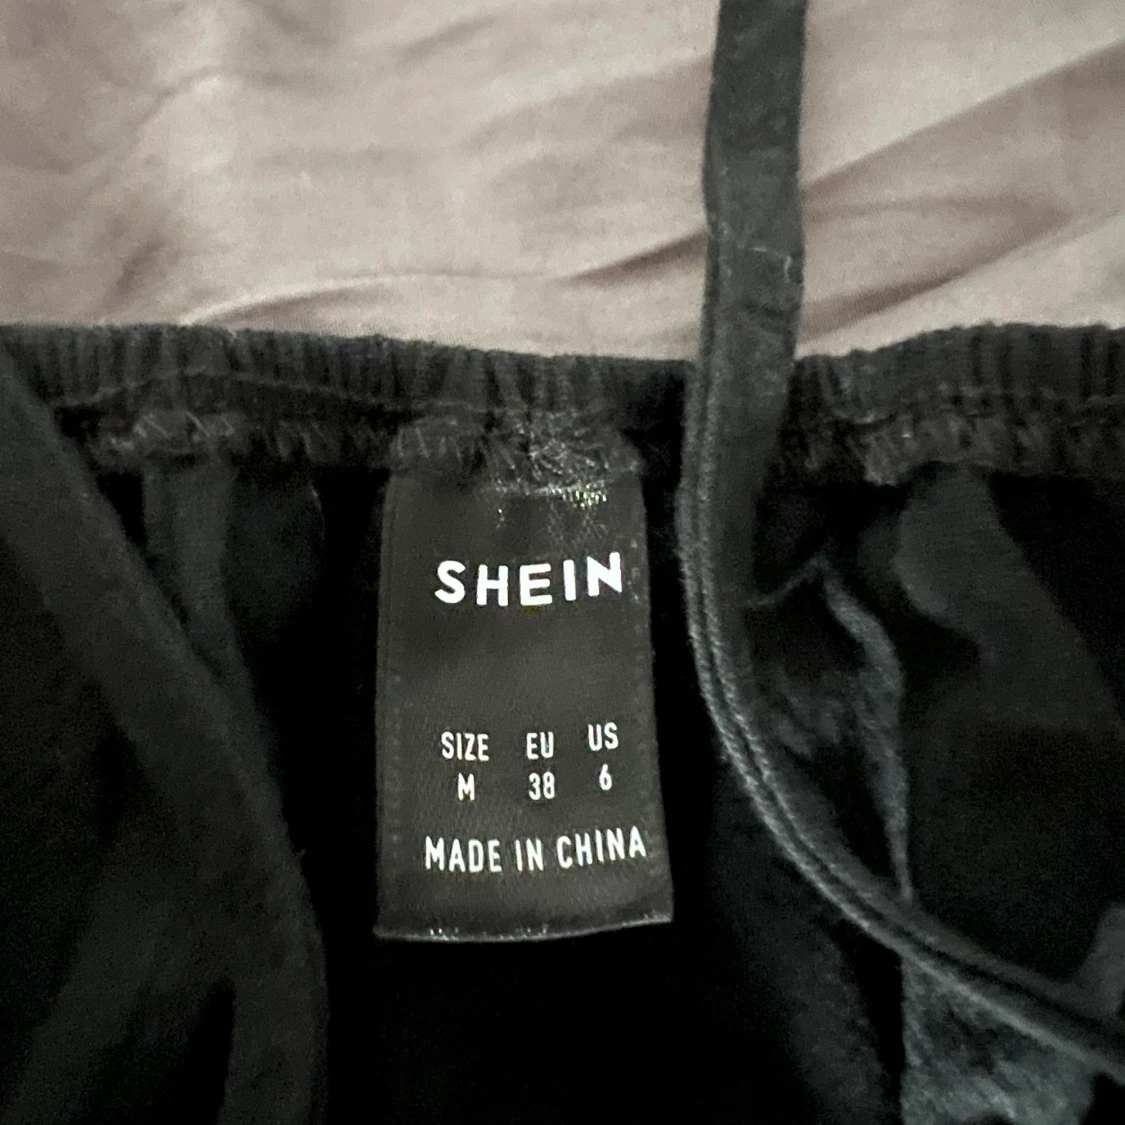 SHEIN
SIZE EU US
M 38 6
MADE IN CHINA